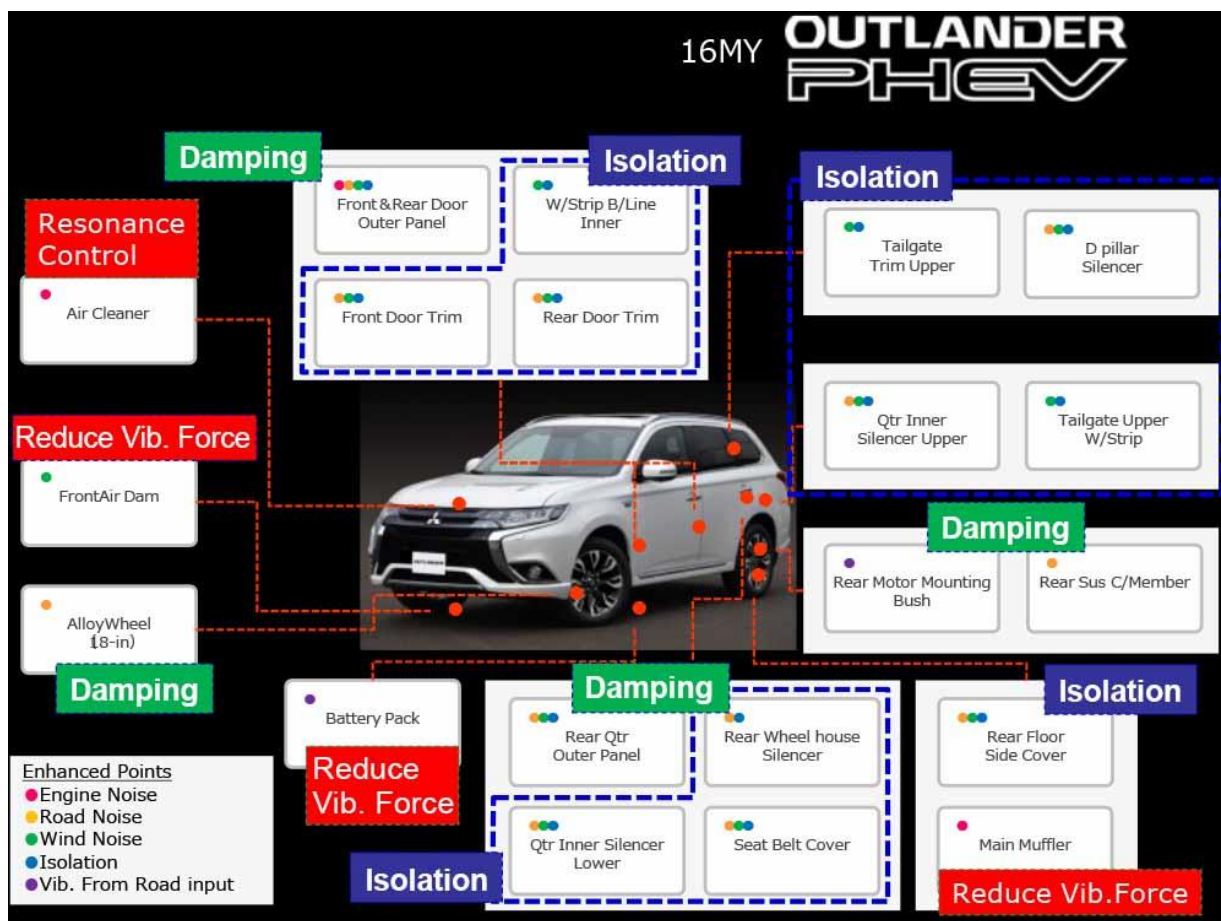 16MY
OUTLANDER
PHEV
Damping
Isolation
Front &Rear Door
Outer Panel
W/Strip B/Line
Inner
Front Door Trim
Rear Door Trim
Isolation
Tailgate
Trim Upper
D pillar
Silencer
Qtr Inner
Silencer Upper
Tailgate Upper
W/Strip
Resonance
Control
Air Cleaner
Reduce Vib. Force
FrontAir Dam
AlloyWheel
(18-in)
Damping
OUTLANDER
Damping
Rear Motor Mounting
Bush
Rear Sus C/Member
Battery Pack
Reduce
Vib. Force
Damping
Rear Qtr
Outer Panel
Rear Wheel house
Silencer
Qtr Inner Silencer
Lower
Seat Belt Cover
Isolation
Isolation
Rear Floor
Side Cover
Main Muffler
Reduce Vib.Force
Enhanced Points
Engine Noise
Road Noise
Wind Noise
Isolation
Vib. From Road input